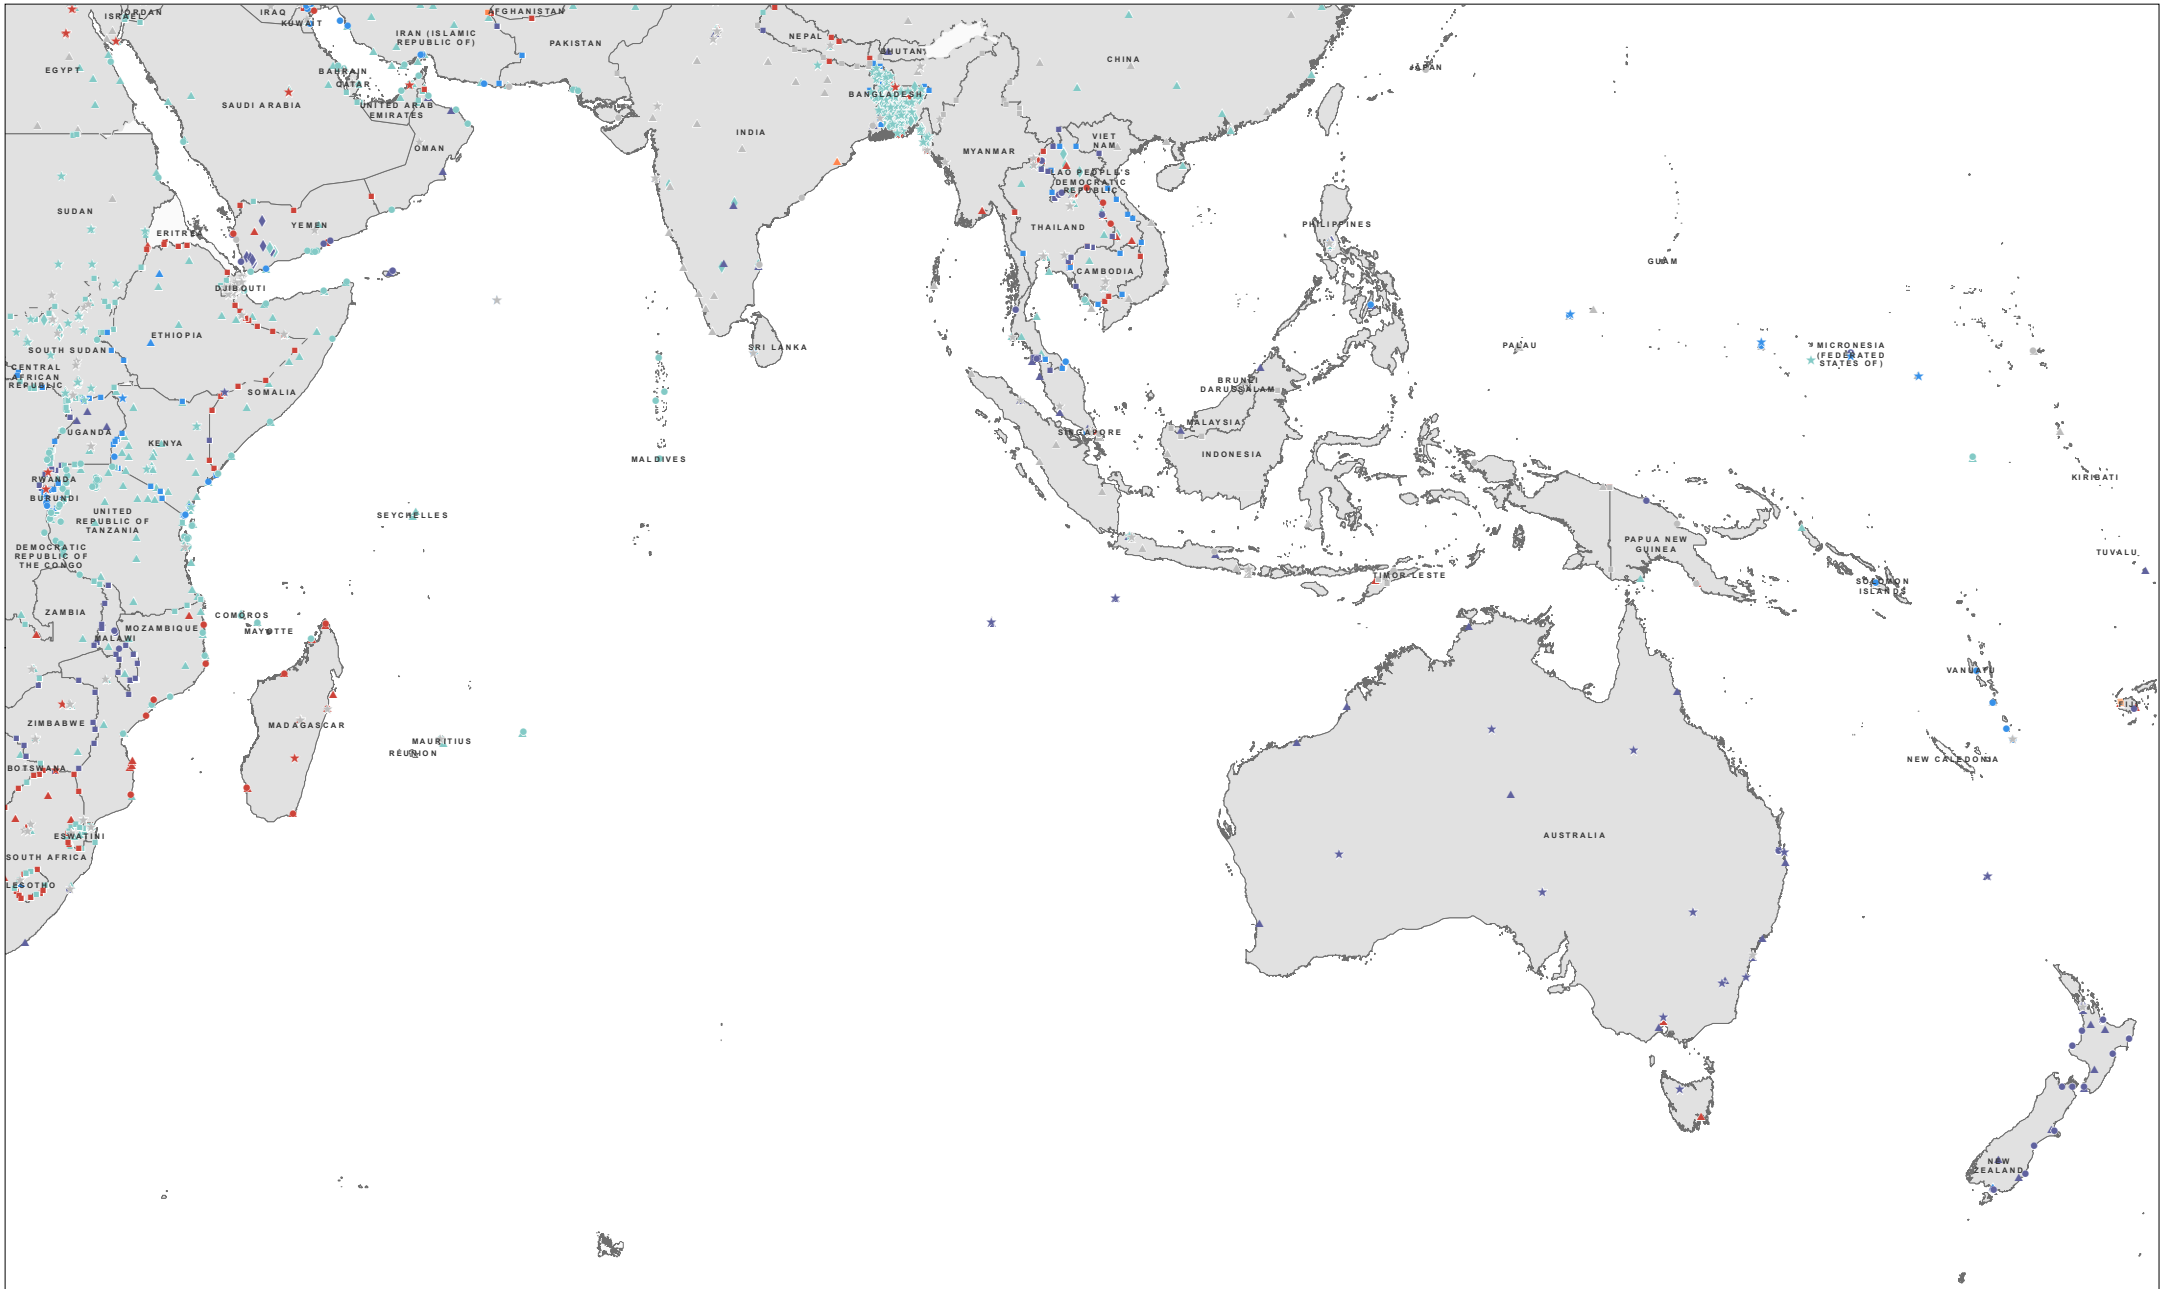 ISRAEL
JORDAN
IRAQ
KUWAIT
IRAN (ISLAMIC
REPUBLIC OF)
AFGHANISTAN
PAKISTAN
NEPAL
BHUTAN
CHINA
JAPAN
EGYPT
BAHRAIN
QATAR
SAUDI ARABIA
UNITED ARAB
EMIRATES
BANGLADESH
INDIA
OMAN
MYANMAR
VIET
NAM
LAO PEOPLE'S
DEMOCRATIC
REPUBLIC
SUDAN
YEMEN
ERITREA
THAILAND
PHILIPPINES
GUAM
CAMBODIA
DJIBOUTI
ETHIOPIA
SRI LANKA
PALAU
MICRONESIA
(FEDERATED
STATES OF)
SOUTH SUDAN
CENTRAL
AFRICAN
REPUBLIC
SOMALIA
BRUNEI
DARUSSALAM
MALAYSIA
SINGAPORE
UGANDA
KENYA
MALDIVES
INDONESIA
KIRIBATI
RWANDA
BURUNDI
UNITED
REPUBLIC OF
TANZANIA
SEYCHELLES
DEMOCRATIC
REPUBLIC OF
THE CONGO
PAPUA NEW
GUINEA
TUVALU
TIMOR-LESTE
SOLOMON
ISLANDS
ZAMBIA
COMOROS
MAYOTTE
MALAWI
MOZAMBIQUE
VANUATU
FIJI
ZIMBABWE
MADAGASCAR
MAURITIUS
RÉUNION
NEW CALEDONIA
BOTSWANA
AUSTRALIA
ESWATINI
SOUTH AFRICA
LESOTHO
NEW
ZEALAND